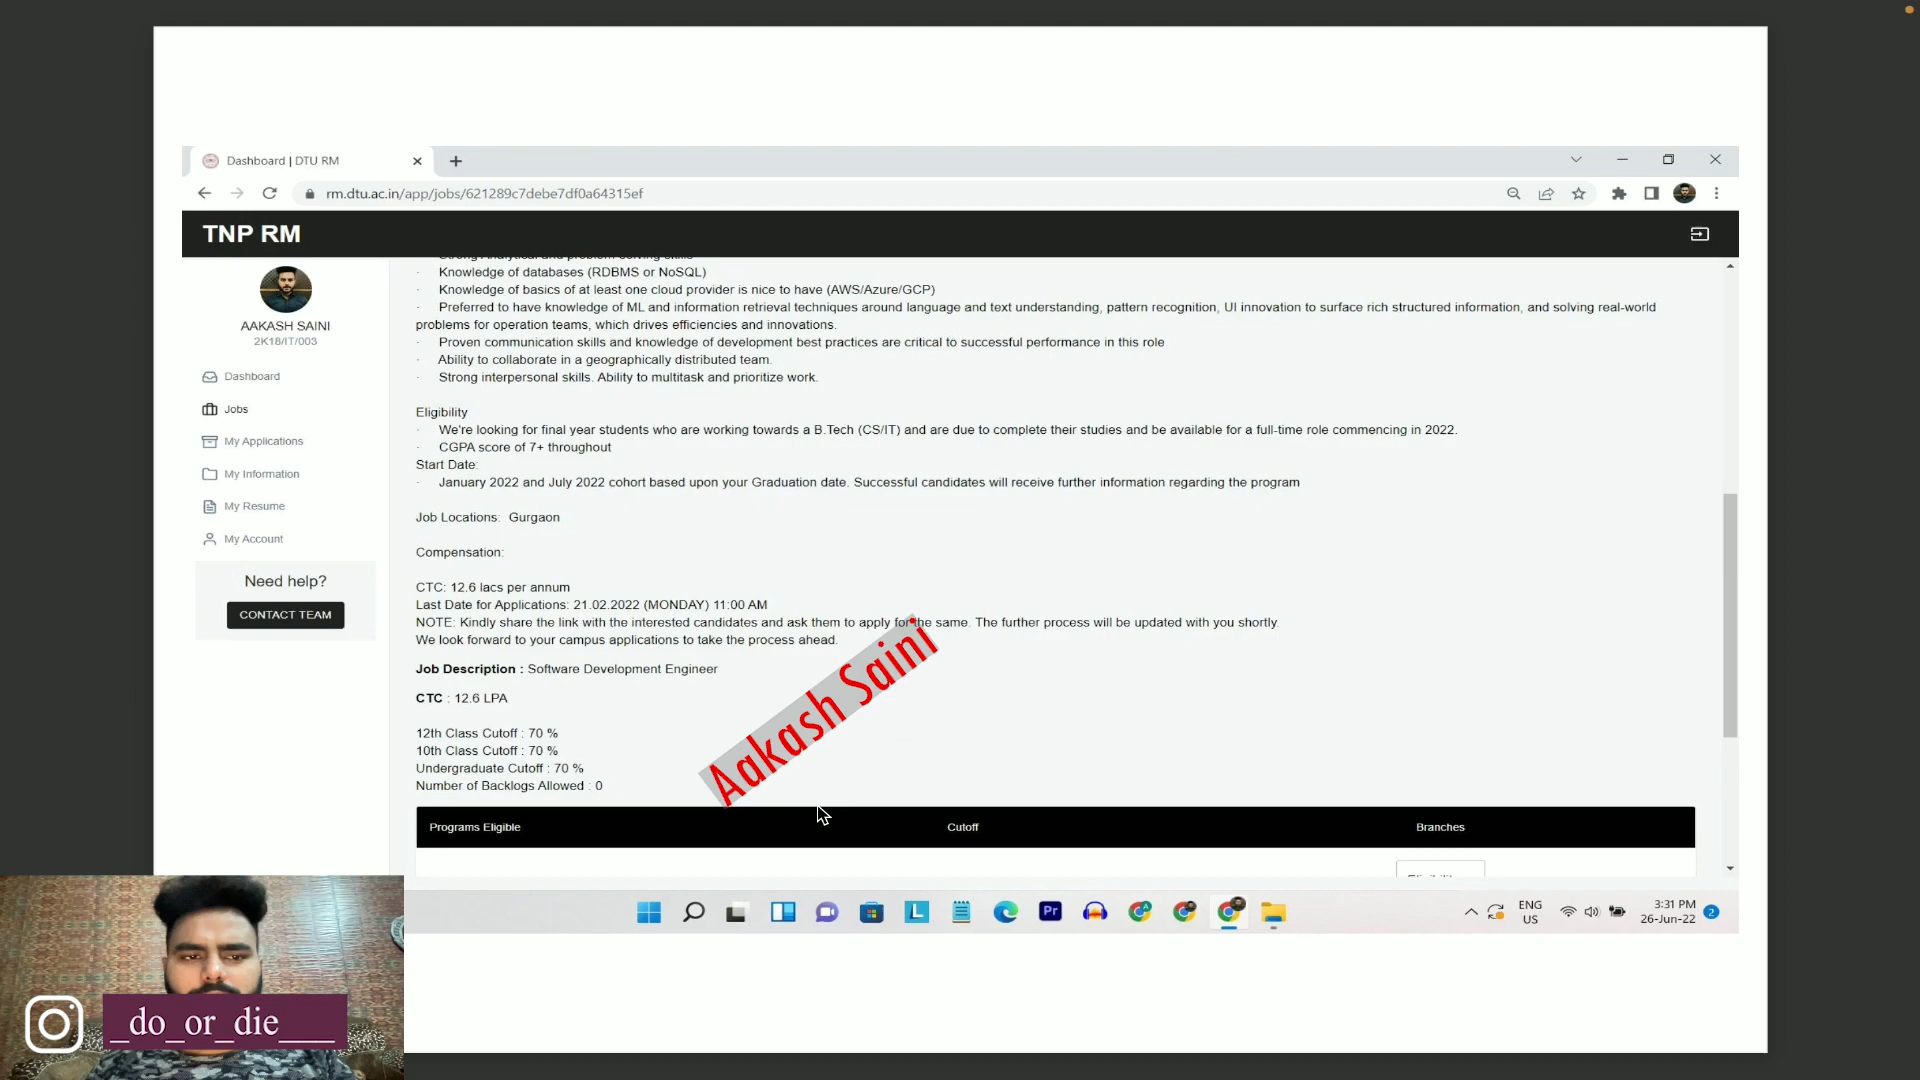 Dashboard | DTU RM
rm.dtu.ac.in/app/jobs/621289c7debe7df0a64315ef
TNP RM
AAKASH SAINI
2K18/IT/003
Dashboard
Jobs
My Applications
My Information
My Resume
My Account
Need help?
CONTACT TEAM
Strong Analytical and problem solving skills
· Knowledge of databases (RDBMS or NoSQL)
· Knowledge of basics of at least one cloud provider is nice to have (AWS/Azure/GCP)
· Preferred to have knowledge of ML and information retrieval techniques around language and text understanding, pattern recognition, UI innovation to surface rich structured information, and solving real-world
problems for operation teams, which drives efficiencies and innovations.
· Proven communication skills and knowledge of development best practices are critical to successful performance in this role
· Ability to collaborate in a geographically distributed team.
· Strong interpersonal skills. Ability to multitask and prioritize work.
Eligibility
· We're looking for final year students who are working towards a B.Tech (CS/IT) and are due to complete their studies and be available for a full-time role commencing in 2022.
· CGPA score of 7+ throughout
Start Date:
· January 2022 and July 2022 cohort based upon your Graduation date. Successful candidates will receive further information regarding the program
Job Locations: Gurgaon
Compensation:
CTC: 12.6 lacs per annum
Last Date for Applications: 21.02.2022 (MONDAY) 11:00 AM
NOTE: Kindly share the link with the interested candidates and ask them to apply for the same. The further process will be updated with you shortly.
We look forward to your campus applications to take the process ahead.
Job Description : Software Development Engineer
CTC : 12.6 LPA
12th Class Cutoff : 70 %
10th Class Cutoff : 70 %
Undergraduate Cutoff : 70 %
Number of Backlogs Allowed : 0
Aakash Saini
Programs Eligible Cutoff Branches
L
Pr
ENG
US
3:31 PM
26-Jun-22
2
_do_or_die____